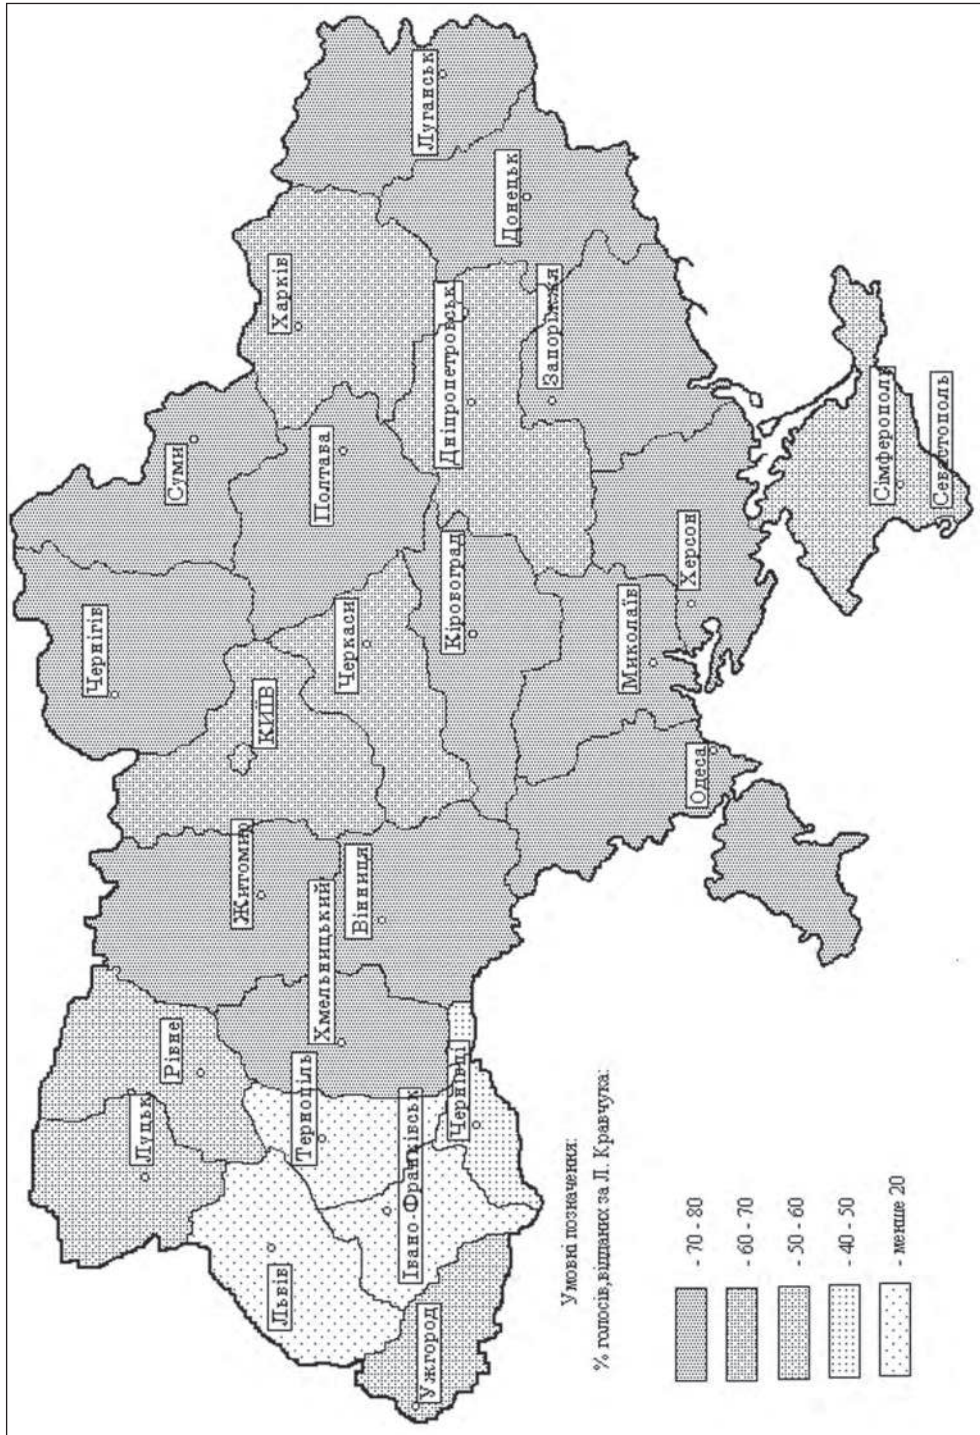 Луцьк
Рівне
Львів
Тернопіль
Хмельницький
Івано-Франківськ
Ужгород
Чернівці
Житомир
Вінниця
КИЇВ
Чернігів
Суми
Полтава
Черкаси
Кіровоград
Харків
Луганськ
Дніпропетровськ
Донецьк
Запоріжжя
Миколаїв
Херсон
Одеса
Сімферополь
Севастополь
Умовні позначення:
% голосів,відданих за Л. Кравчука:
- 70 - 80
- 60 - 70
- 50 - 60
- 40 - 50
- менше 20